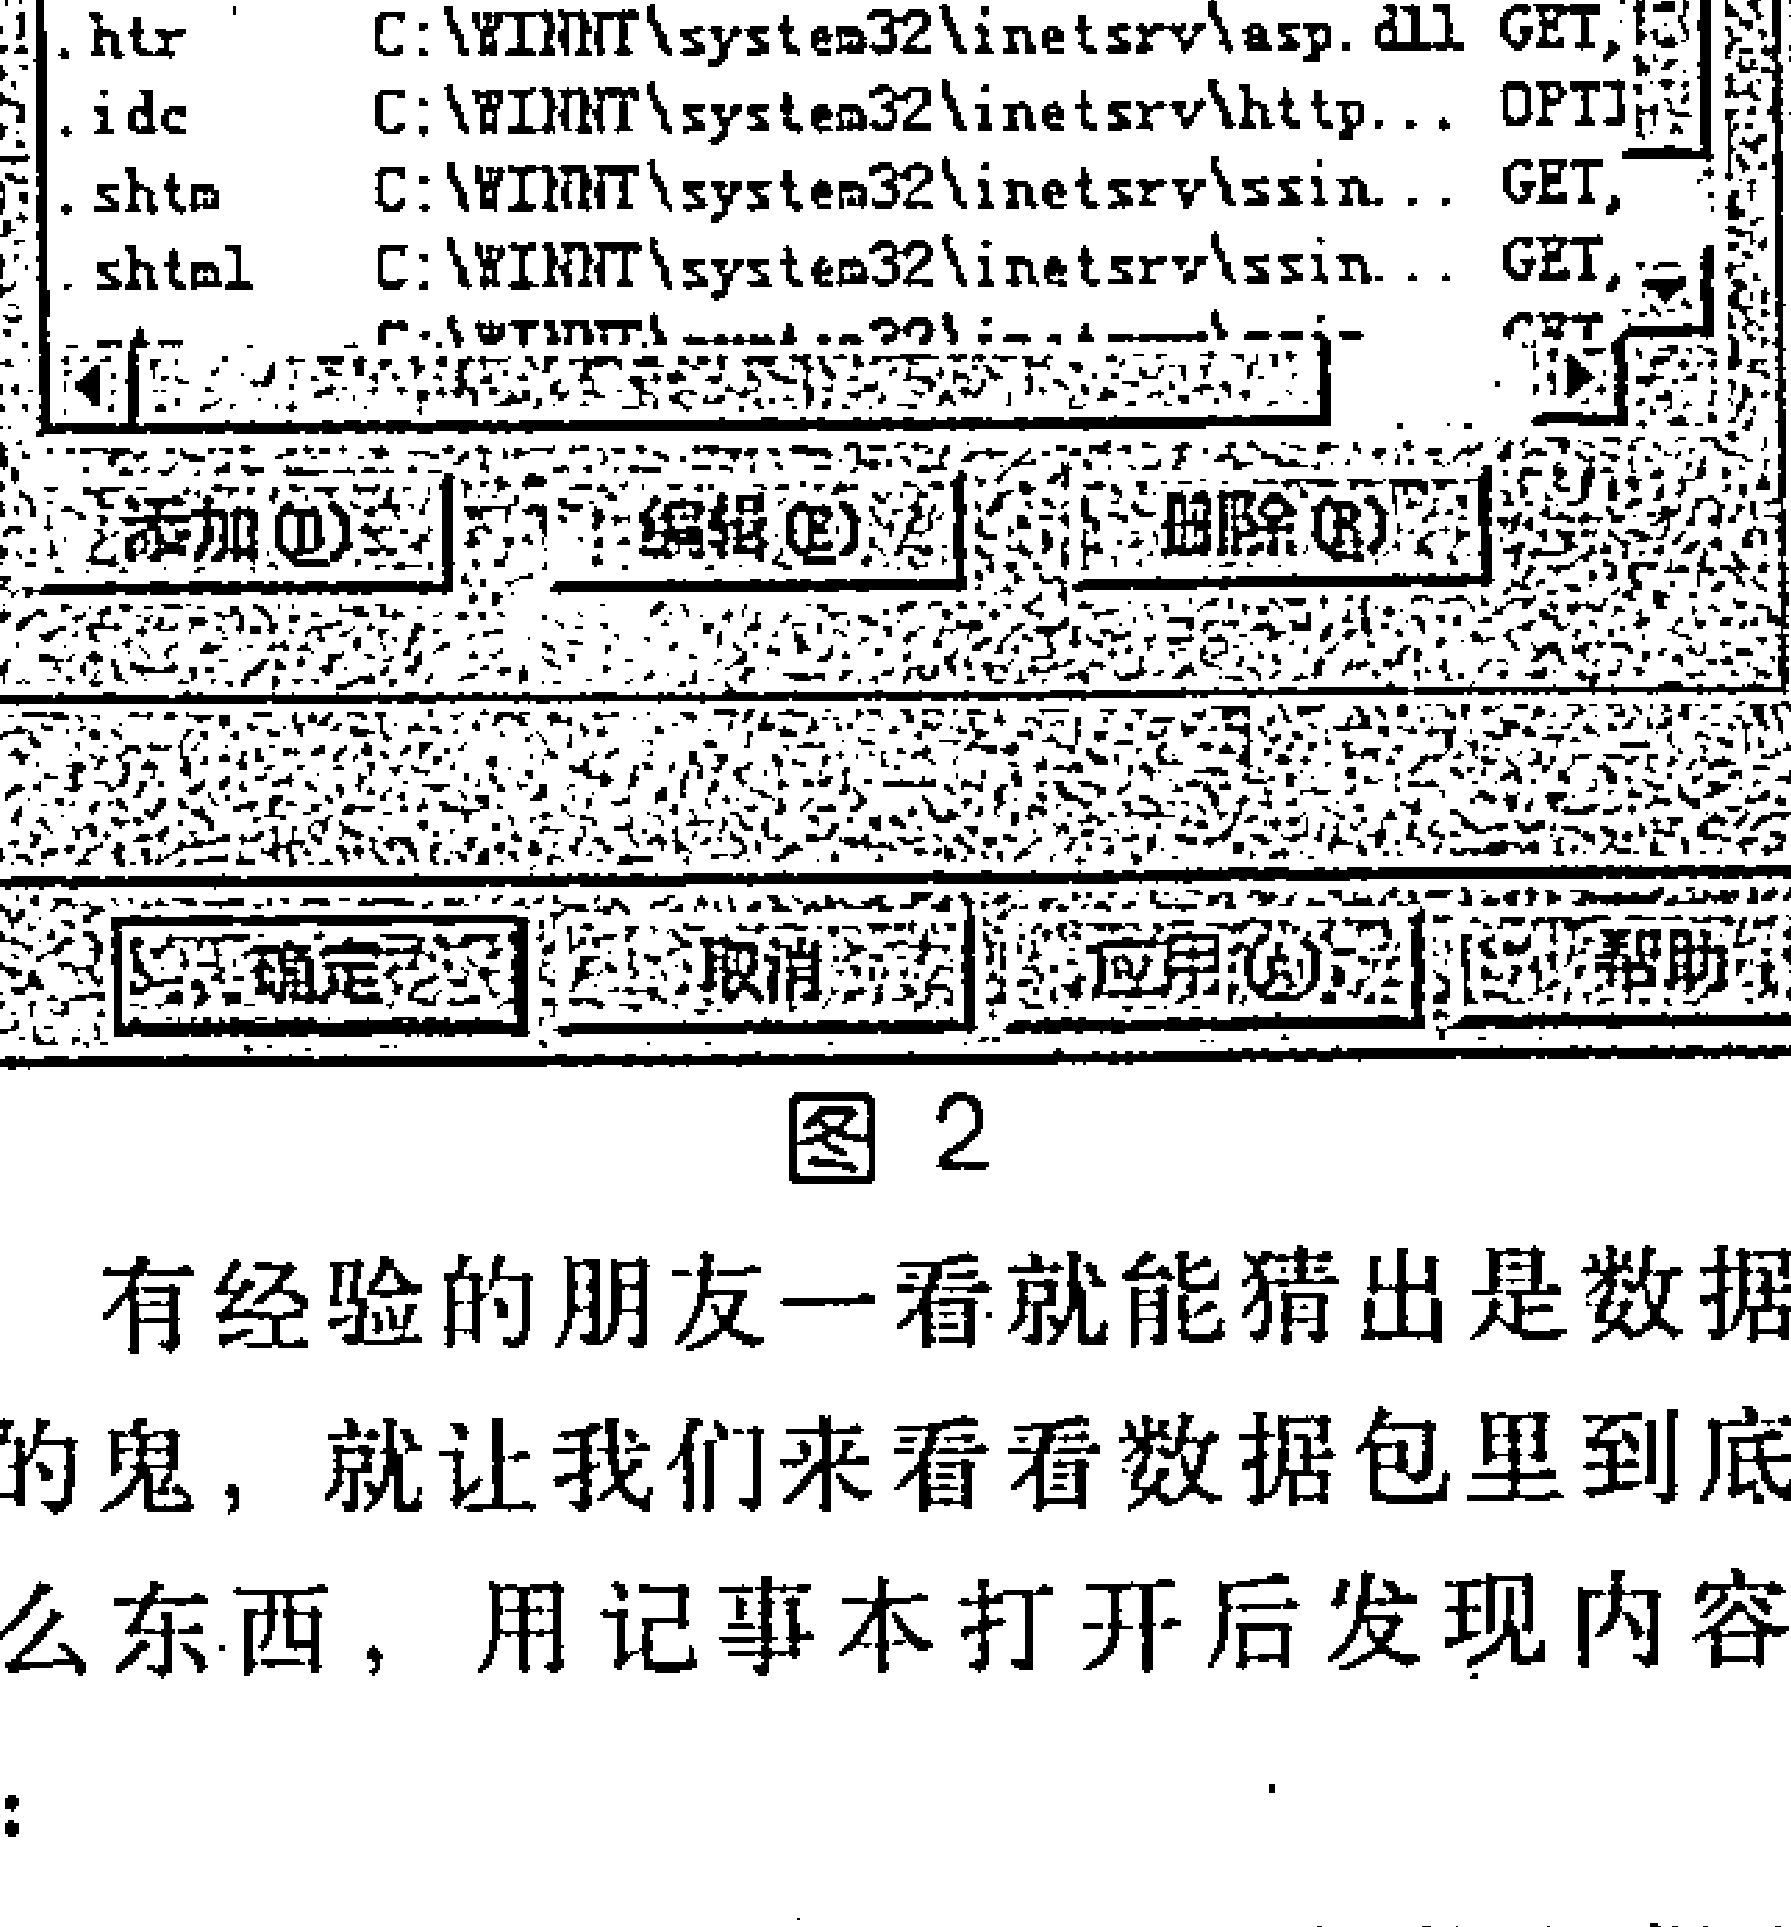 .htr C:\WINNT\system32\inetsrv\asp.dll GET,
.idc C:\WINNT\system32\inetsrv\http... OPTI
.shtm C:\WINNT\system32\inetsrv\ssin... GET,
.shtml C:\WINNT\system32\inetsrv\ssin... GET,
添加(D) 编辑(E) 删除(R)
确定 取消 应用(A) 帮助
图 2
有经验的朋友一看就能猜出是数据
的鬼，就让我们来看看数据包里到底
么东西，用记事本打开后发现内容
: